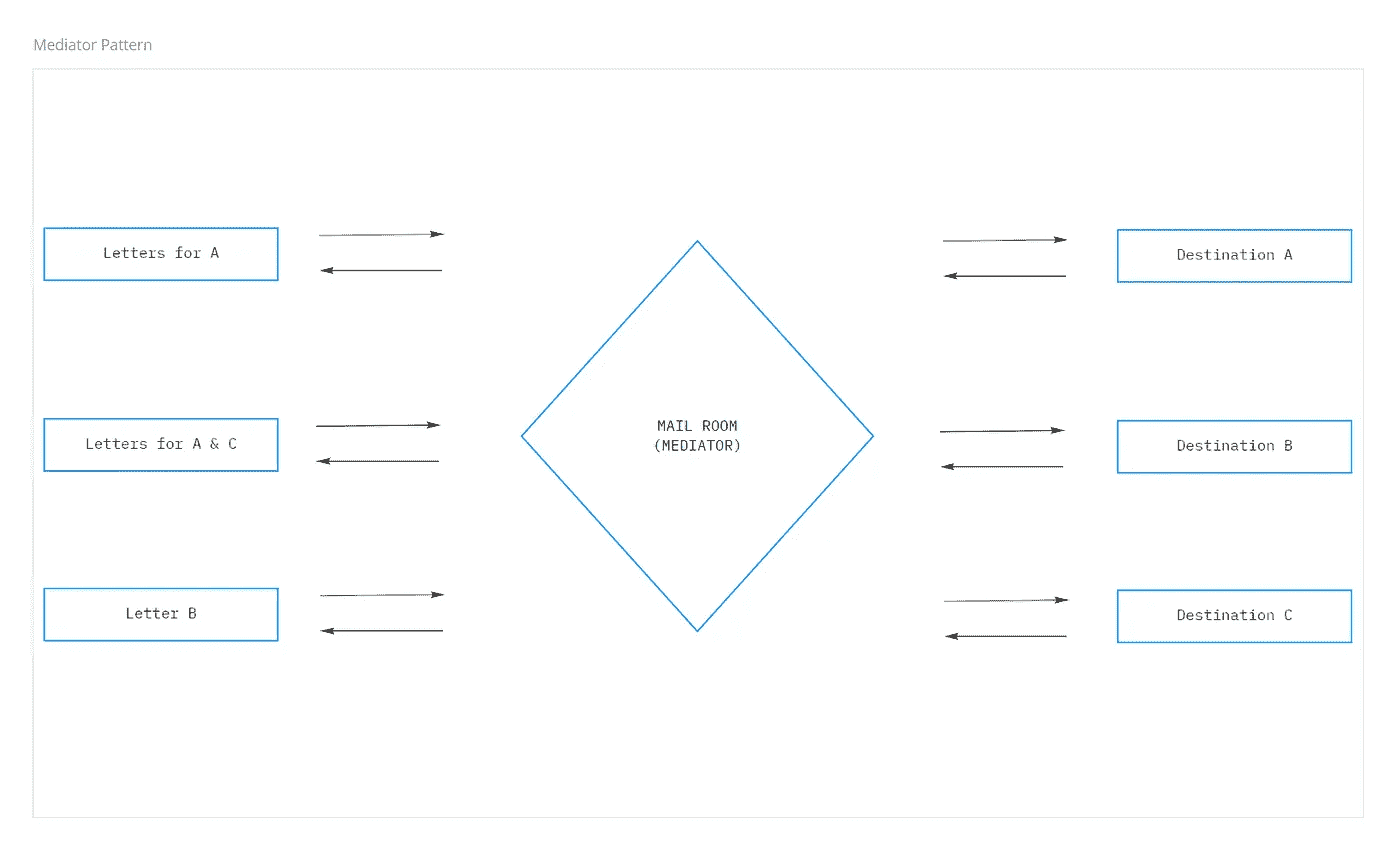 Mediator Pattern
Letters for A
Destination A
MAIL ROOM
(MEDIATOR)
Letters for A & C
Destination B
Letter B
Destination C